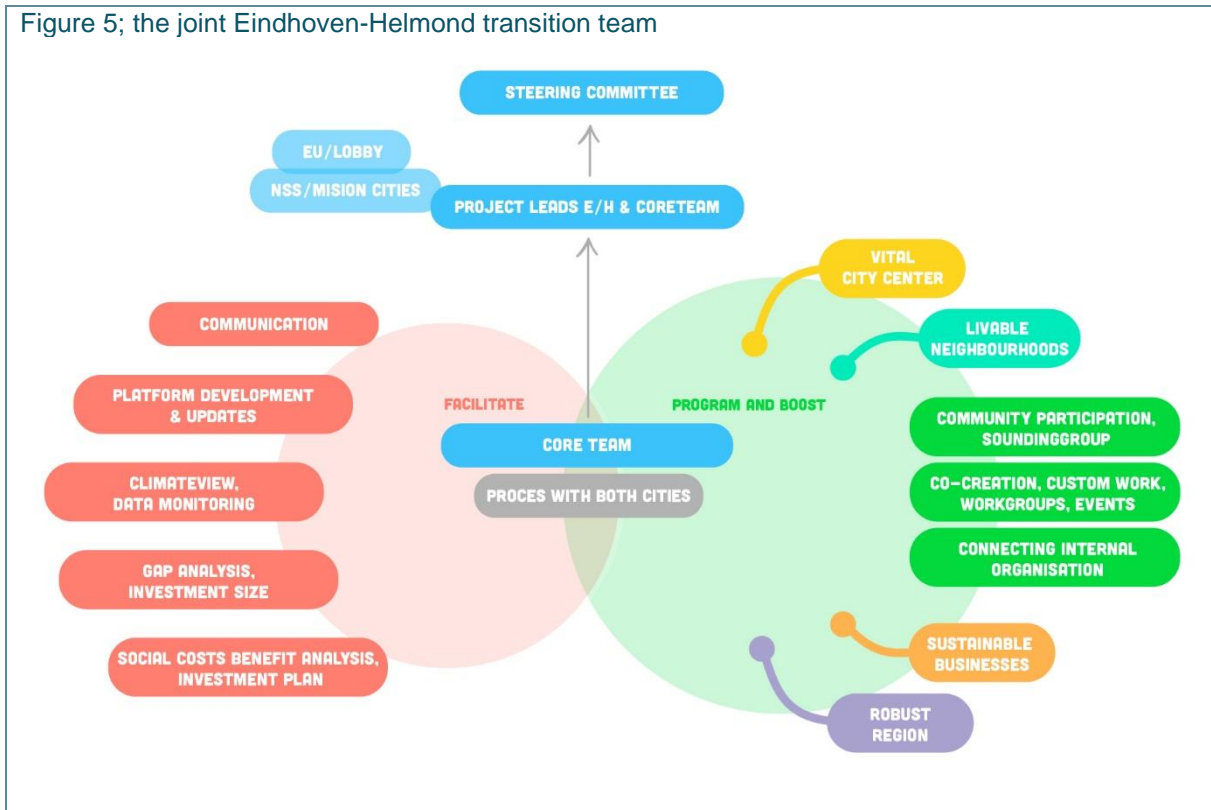 Figure 5; the joint Eindhoven-Helmond transition team
STEERING COMMITTEE
EU/LOBBY
NSS/MISION CITIES
PROJECT LEADS E/H & CORETEAM
VITAL
CITY CENTER
COMMUNICATION
LIVABLE
NEIGHBOURHOODS
PLATFORM DEVELOPMENT
& UPDATES
FACILITATE
PROGRAM AND BOOST
COMMUNITY PARTICIPATION,
SOUNDINGGROUP
CORE TEAM
CLIMATEVIEW,
DATA MONITORING
PROCES WITH BOTH CITIES
CO-CREATION, CUSTOM WORK,
WORKGROUPS, EVENTS
CONNECTING INTERNAL
ORGANISATION
GAP ANALYSIS,
INVESTMENT SIZE
SOCIAL COSTS BENEFIT ANALYSIS,
INVESTMENT PLAN
SUSTAINABLE
BUSINESSES
ROBUST
REGION